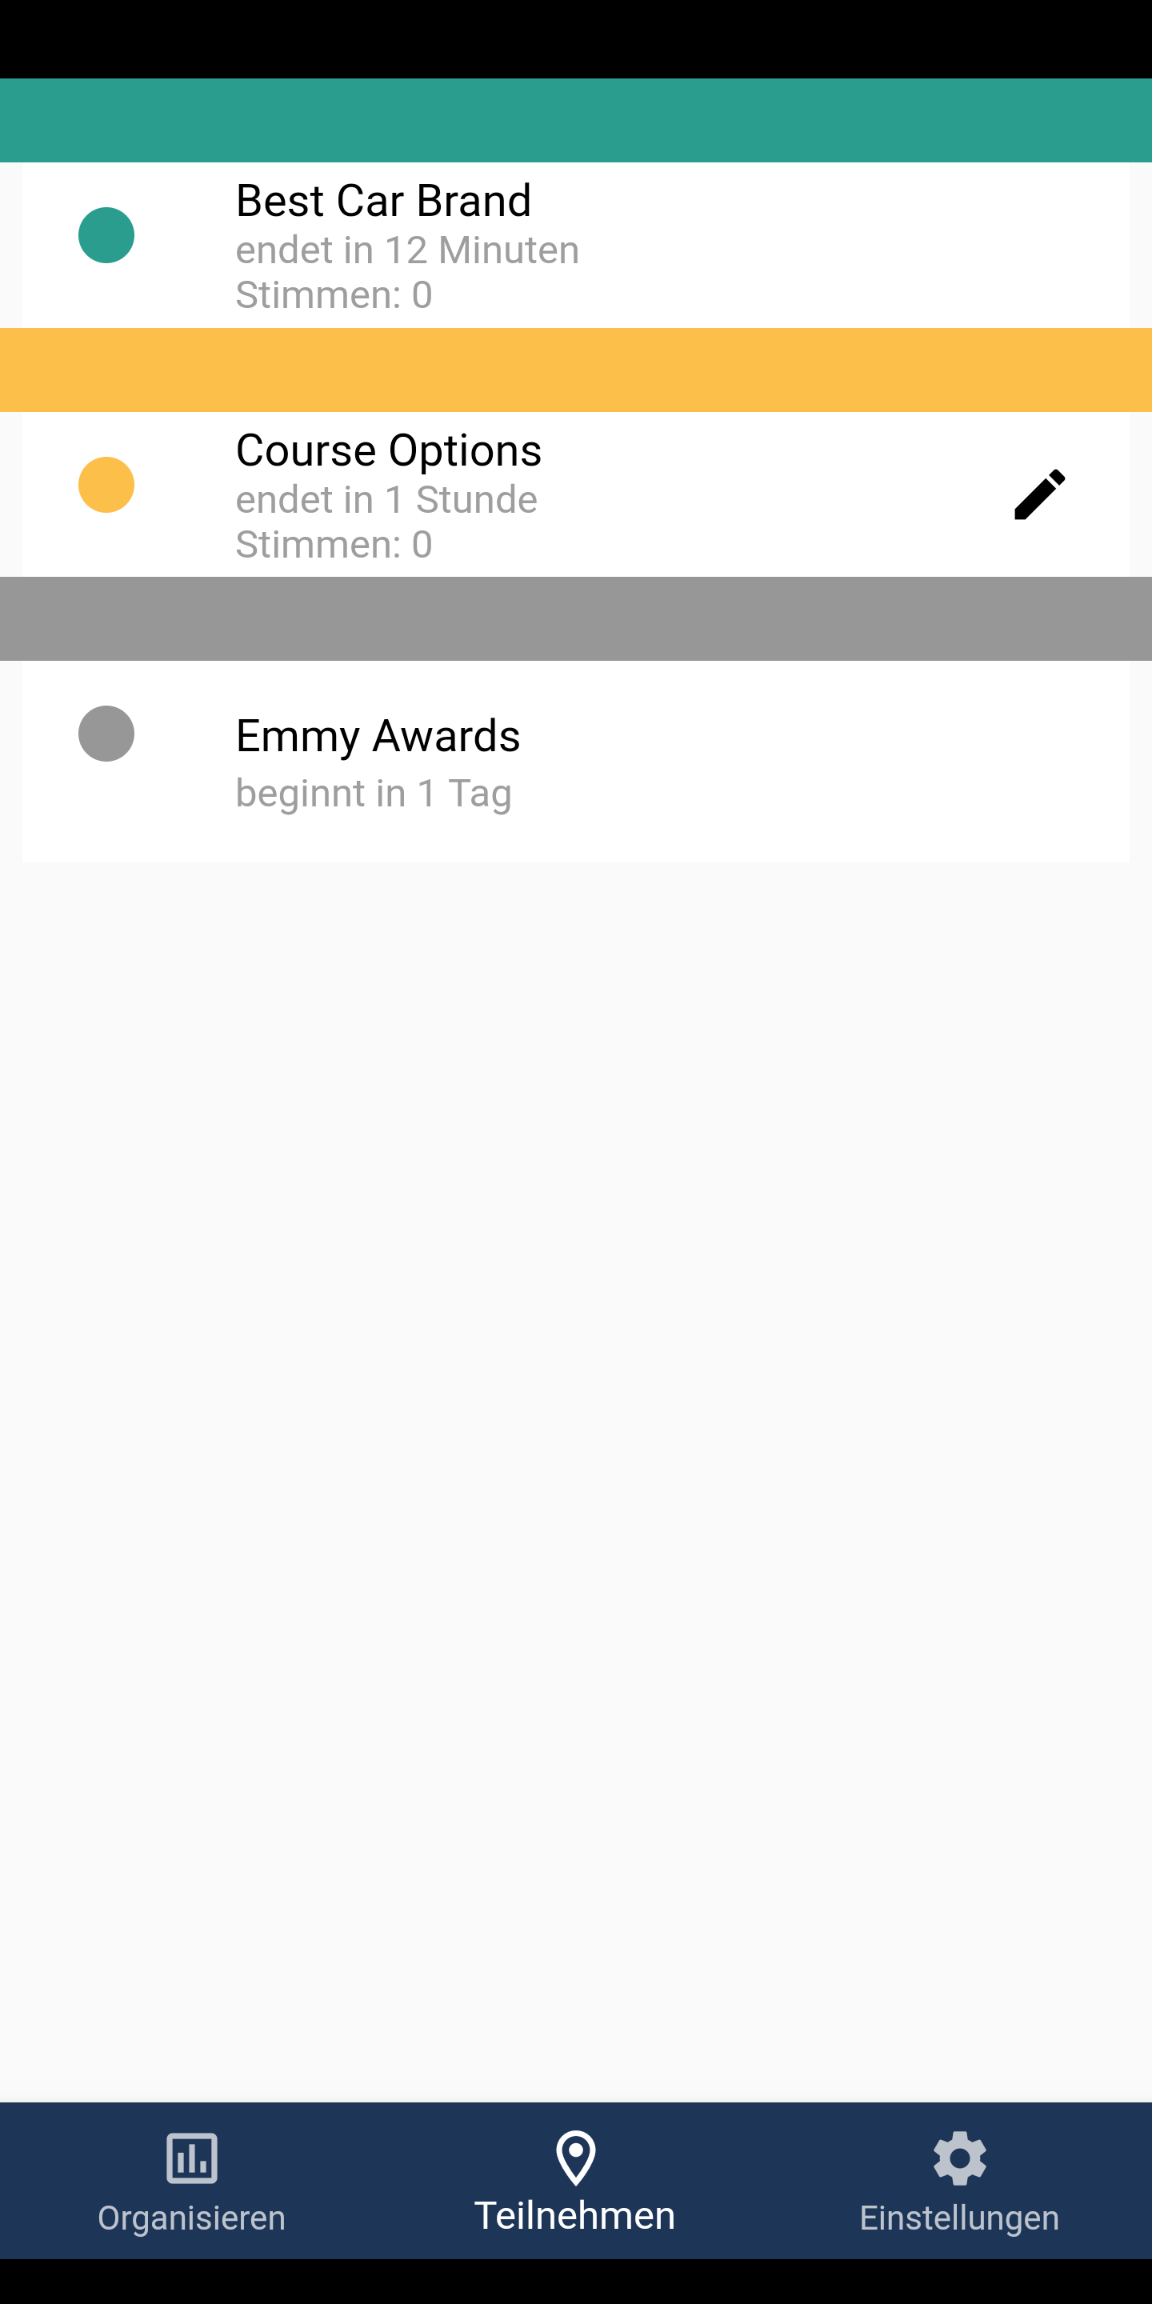 Best Car Brand
endet in 12 Minuten
Stimmen: 0
Course Options
endet in 1 Stunde
Stimmen: 0
Emmy Awards
beginnt in 1 Tag
Organisieren
Teilnehmen
Einstellungen